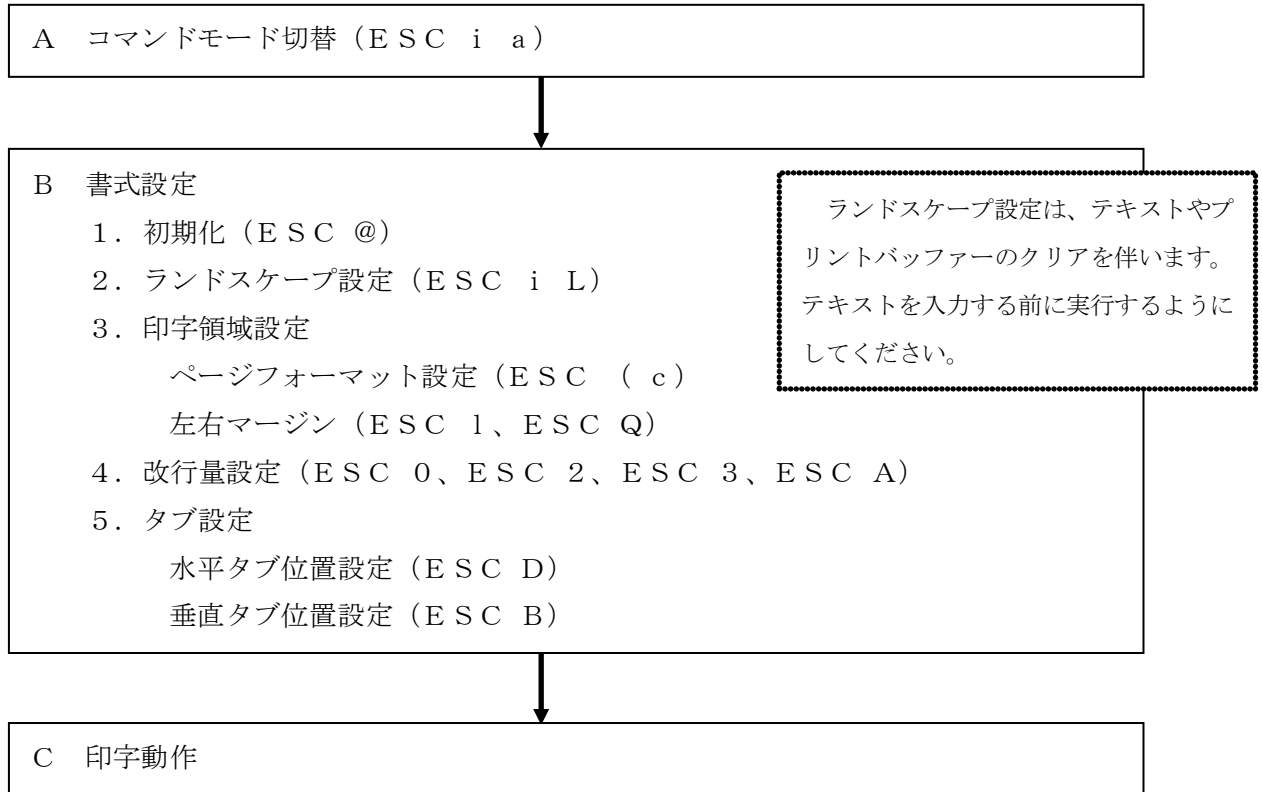 A　コマンドモード切替（ＥＳＣ　ｉ　ａ）
B　書式設定
１．初期化（ＥＳＣ　＠）
２．ランドスケープ設定（ＥＳＣ　ｉ　Ｌ）
３．印字領域設定
ページフォーマット設定（ＥＳＣ　（　ｃ）
左右マージン（ＥＳＣ　ｌ、ＥＳＣ　Ｑ）
４．改行量設定（ＥＳＣ　０、ＥＳＣ　２、ＥＳＣ　３、ＥＳＣ　Ａ）
５．タブ設定
水平タブ位置設定（ＥＳＣ　Ｄ）
垂直タブ位置設定（ＥＳＣ　Ｂ）
ランドスケープ設定は、テキストやプ
リントバッファーのクリアを伴います。
テキストを入力する前に実行するように
してください。
C　印字動作